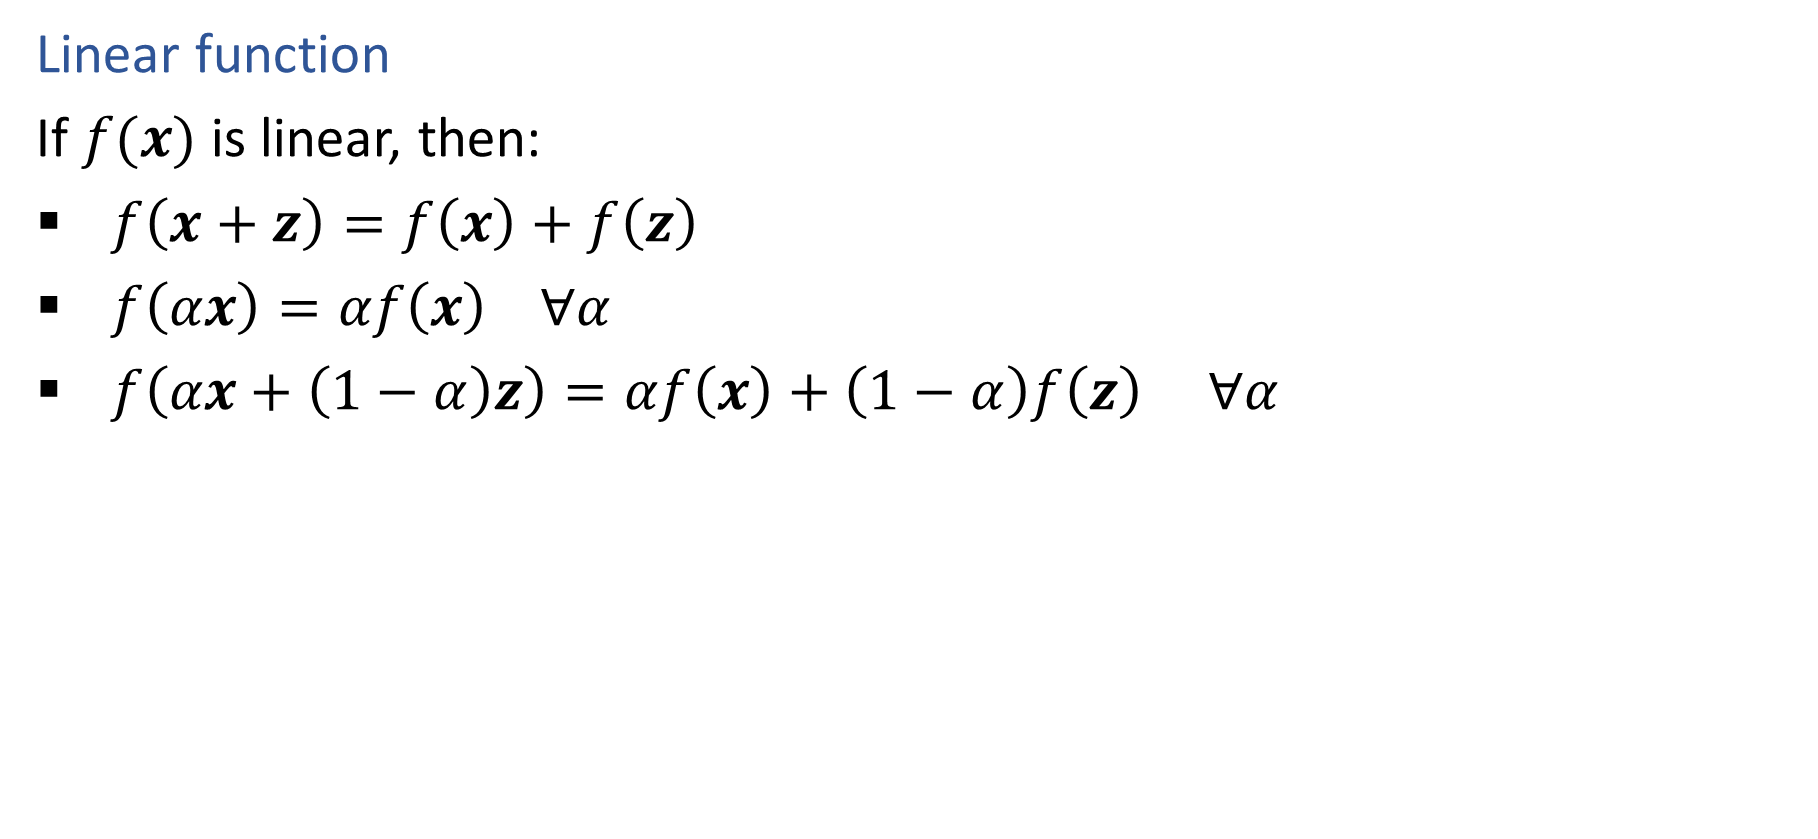 Linear function
If f(x) is linear, then:
▪ f(x + z) = f(x) + f(z)
▪ f(αx) = αf(x) ∀α
▪ f(αx + (1 − α)z) = αf(x) + (1 − α)f(z) ∀α